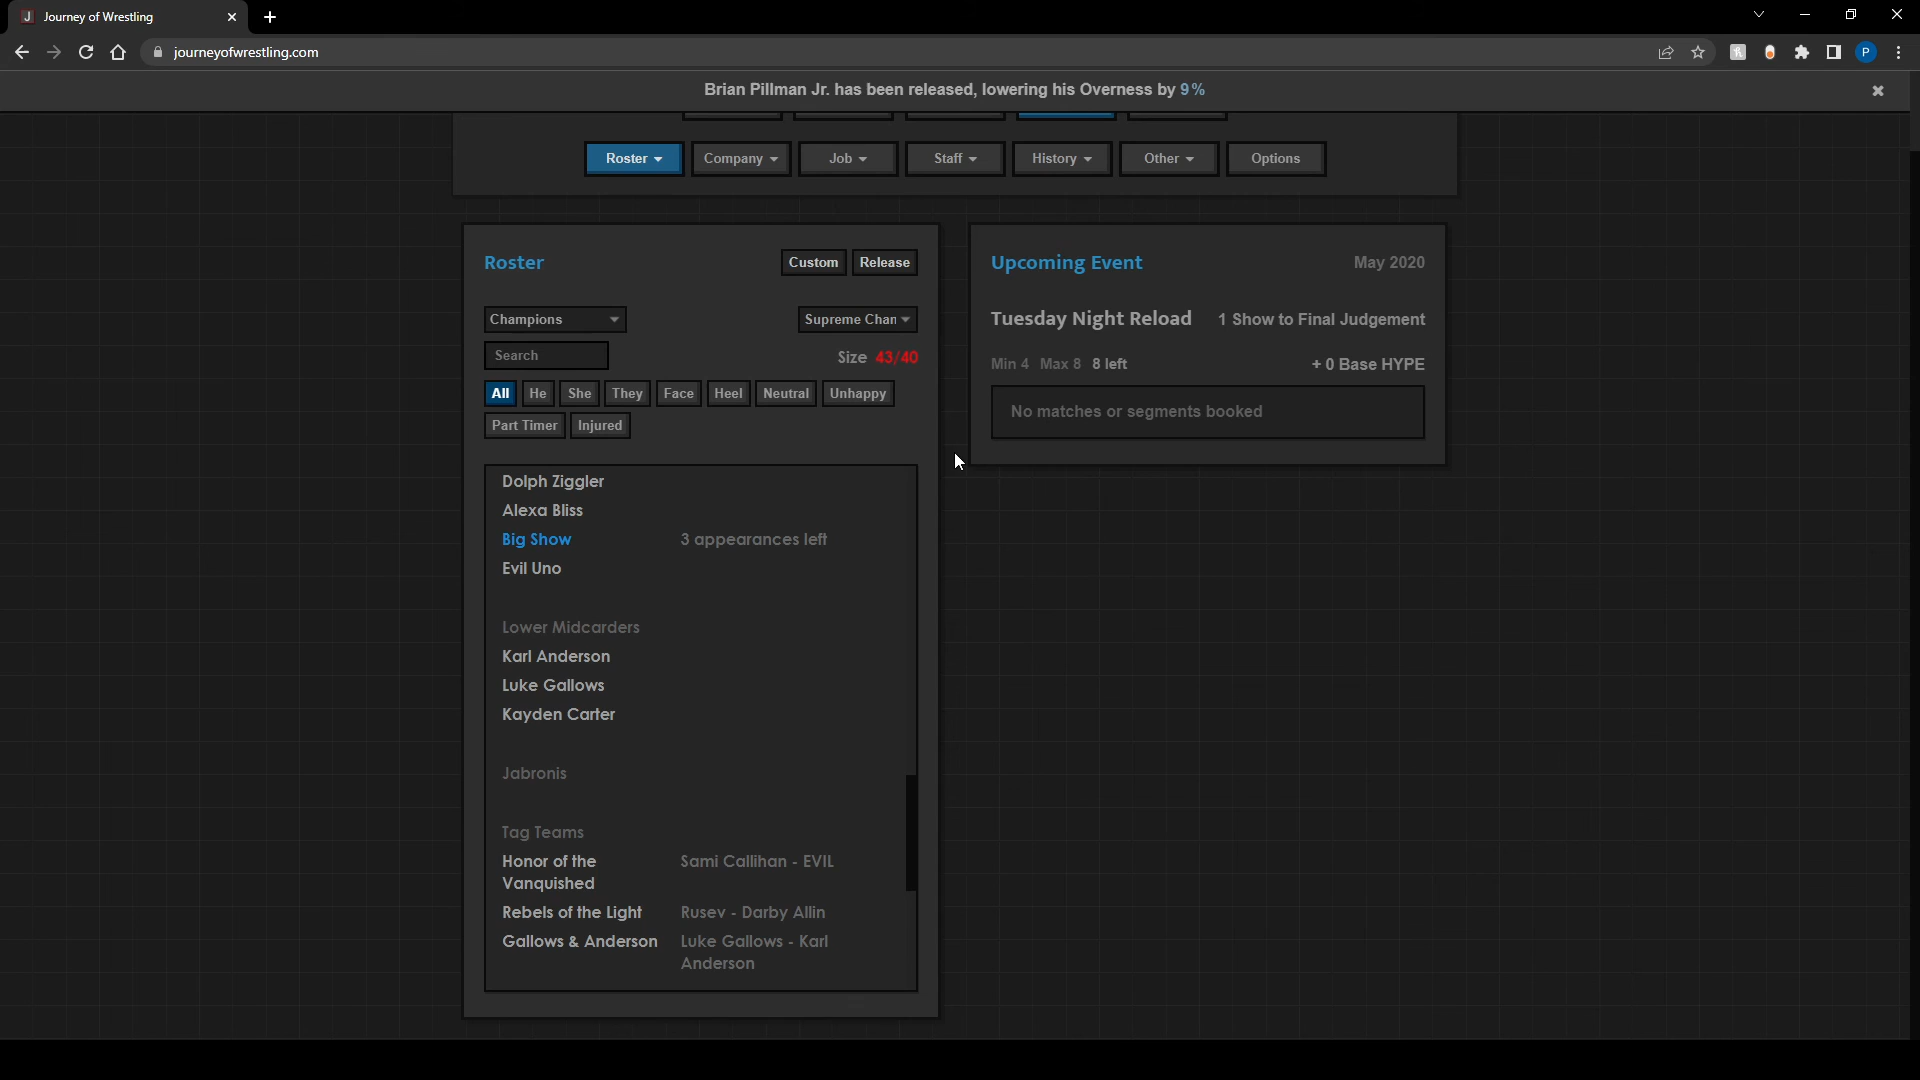 J Journey of Wrestling
journeyofwrestling.com
P
Brian Pillman Jr. has been released, lowering his Overness by 9%
Roster Company Job Staff History Other Options
Roster Custom Release
Champions Supreme Chan
Search Size 43/40
All He She They Face Heel Neutral Unhappy
Part Timer Injured
Dolph Ziggler
Alexa Bliss
Big Show 3 appearances left
Evil Uno
Lower Midcarders
Karl Anderson
Luke Gallows
Kayden Carter
Jabronis
Tag Teams
Honor of the Sami Callihan - EVIL
Vanquished
Rebels of the Light Rusev - Darby Allin
Gallows & Anderson Luke Gallows - Karl
Anderson
Upcoming Event May 2020
Tuesday Night Reload 1 Show to Final Judgement
Min 4 Max 8 8 left + 0 Base HYPE
No matches or segments booked